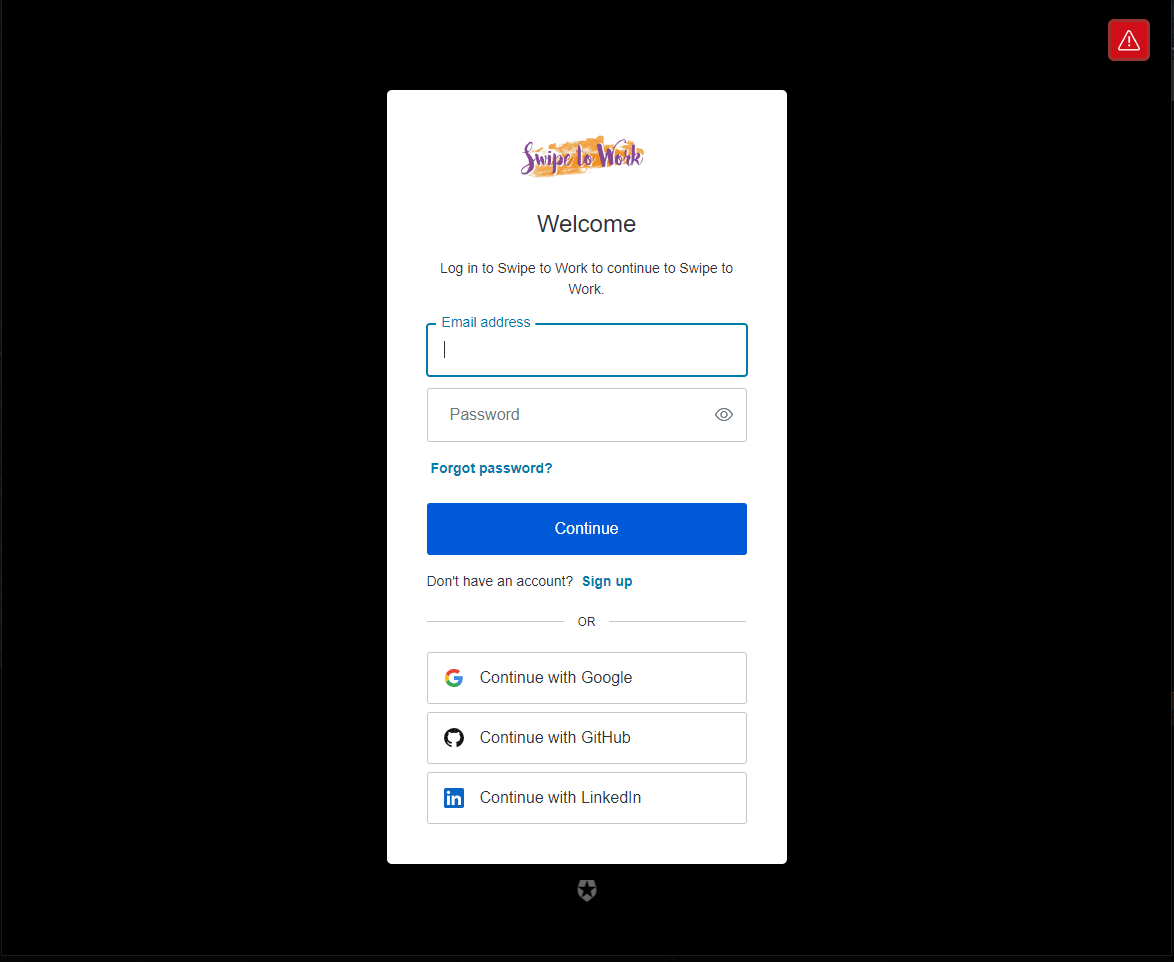 Swipe to Work
Welcome
Log in to Swipe to Work to continue to Swipe to
Work.
Email address
Password
Forgot password?
Continue
Don't have an account? Sign up
OR
Continue with Google
Continue with GitHub
Continue with LinkedIn